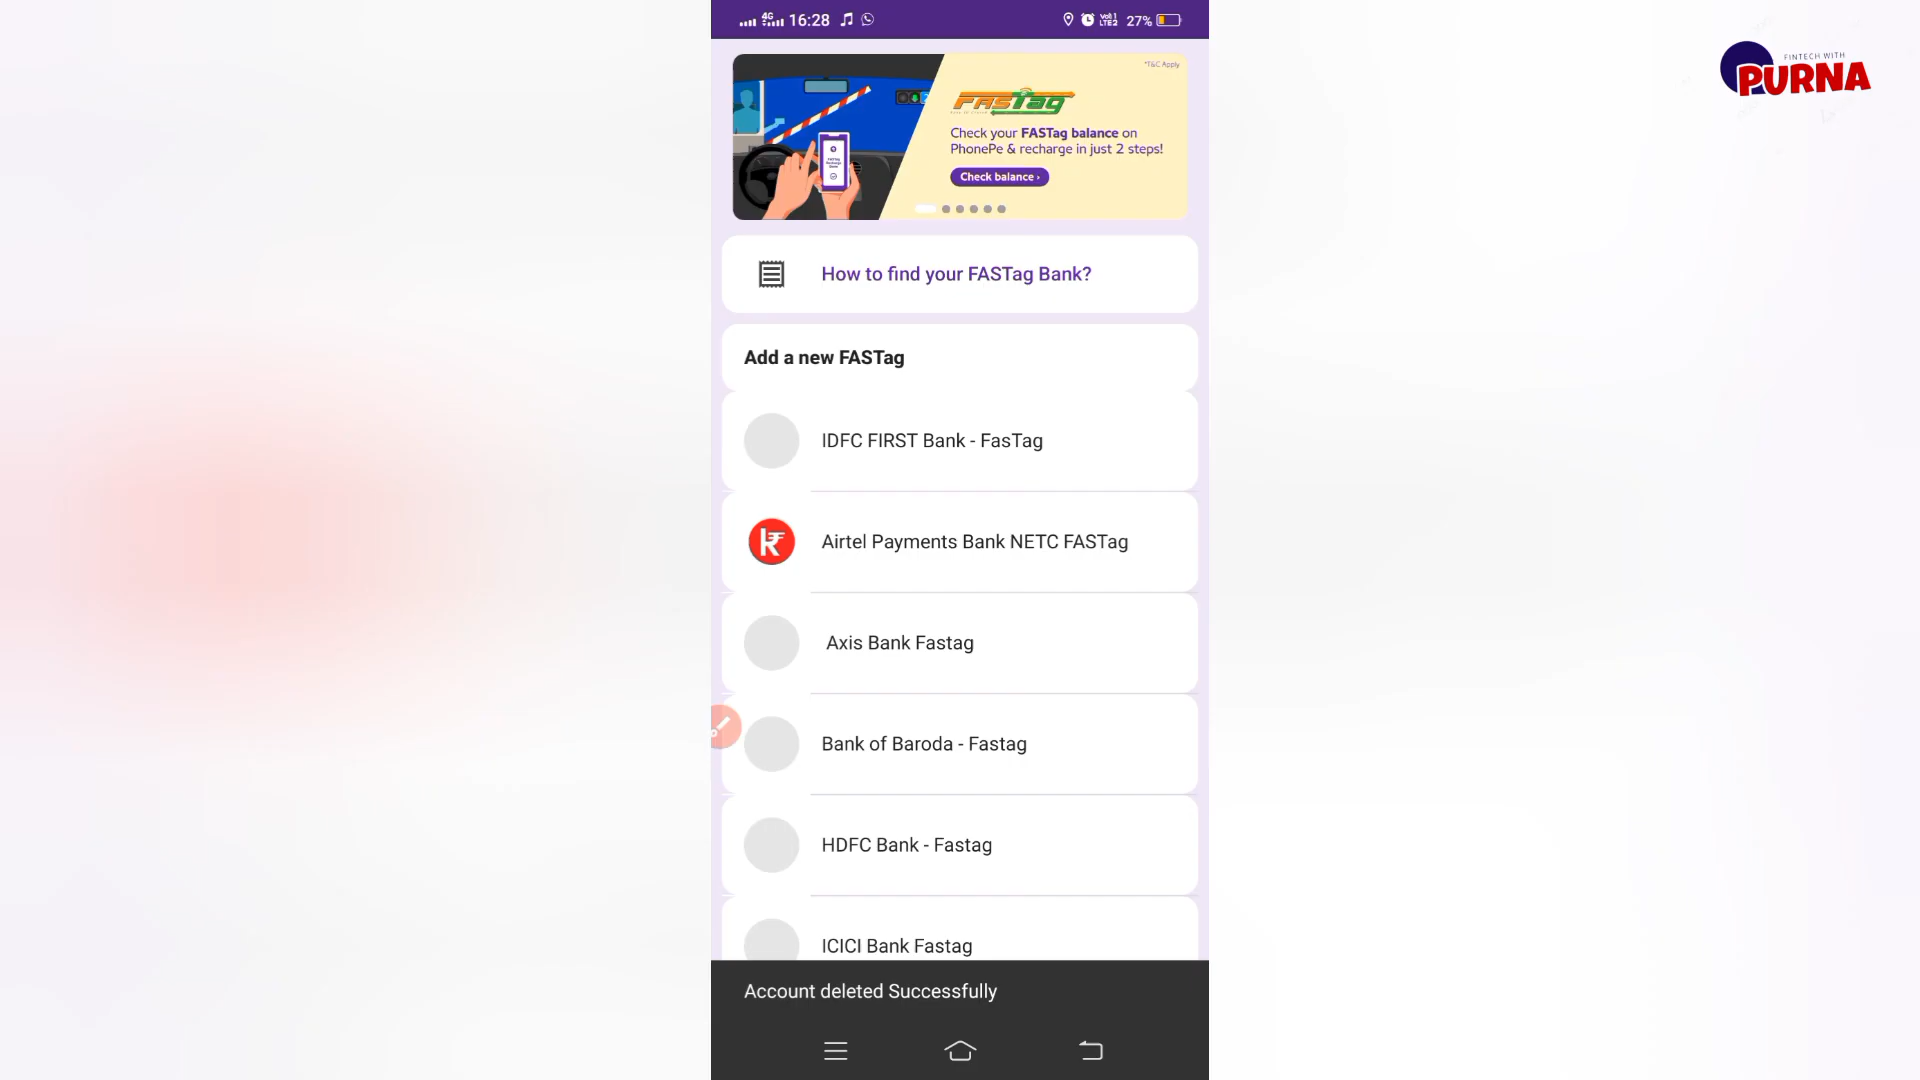 4G 16:28 27%
FINTECH WITH
PURNA
*T&C Apply
FASTag
Check your FASTag balance on
PhonePe & recharge in just 2 steps!
Check balance ›
How to find your FASTag Bank?
Add a new FASTag
IDFC FIRST Bank - FasTag
Airtel Payments Bank NETC FASTag
Axis Bank Fastag
Bank of Baroda - Fastag
HDFC Bank - Fastag
ICICI Bank Fastag
Account deleted Successfully